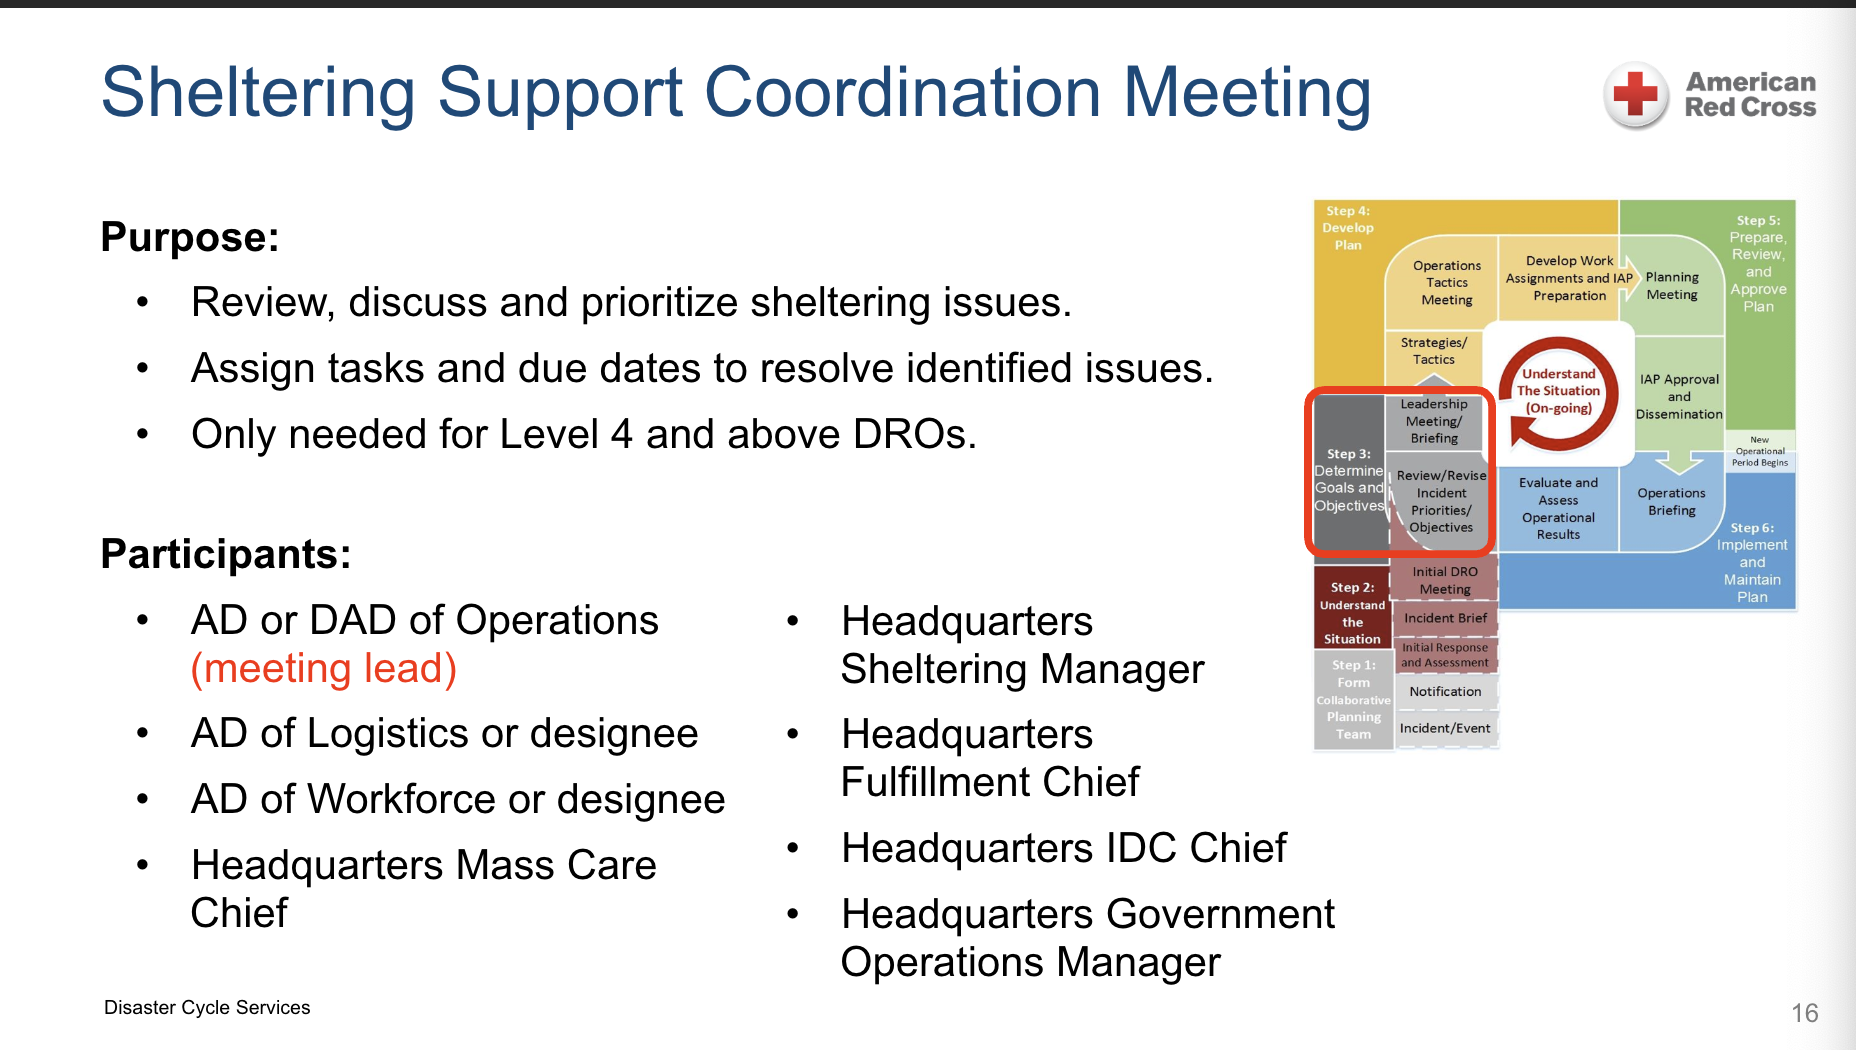 Sheltering Support Coordination Meeting
American
Red Cross
Purpose:
• Review, discuss and prioritize sheltering issues.
• Assign tasks and due dates to resolve identified issues.
• Only needed for Level 4 and above DROs.
Participants:
• AD or DAD of Operations
(meeting lead)
• AD of Logistics or designee
• AD of Workforce or designee
• Headquarters Mass Care
Chief
• Headquarters
Sheltering Manager
• Headquarters
Fulfillment Chief
• Headquarters IDC Chief
• Headquarters Government
Operations Manager
Step 4:
Develop
Plan
Operations
Tactics
Meeting
Develop Work
Assignments and IAP
Preparation
Planning
Meeting
Step 5:
Prepare,
Review,
and
Approve
Plan
Strategies/
Tactics
Understand
The Situation
(On-going)
IAP Approval
and
Dissemination
Step 3:
Determine
Goals and
Objectives
Leadership
Meeting/
Briefing
Review/Revise
Incident
Priorities/
Objectives
Evaluate and
Assess
Operational
Results
Operations
Briefing
New
Operational
Period Begins
Step 6:
Implement
and
Maintain
Plan
Step 2:
Understand
the
Situation
Initial DRO
Meeting
Incident Brief
Initial Response
and Assessment
Step 1:
Form
Collaborative
Planning
Team
Notification
Incident/Event
Disaster Cycle Services
16